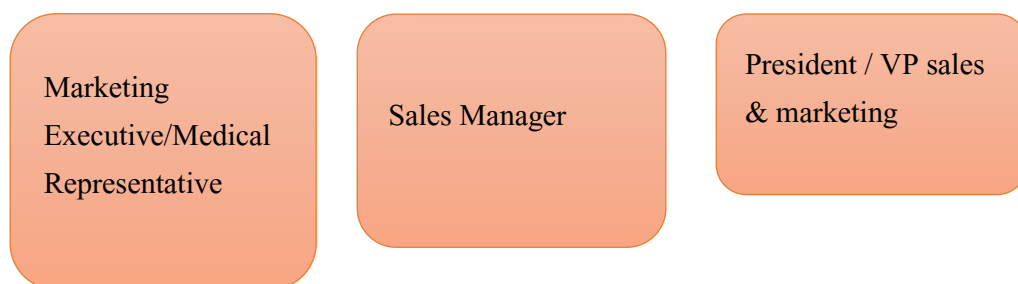 Marketing
Executive/Medical
Representative
Sales Manager
President / VP sales
& marketing